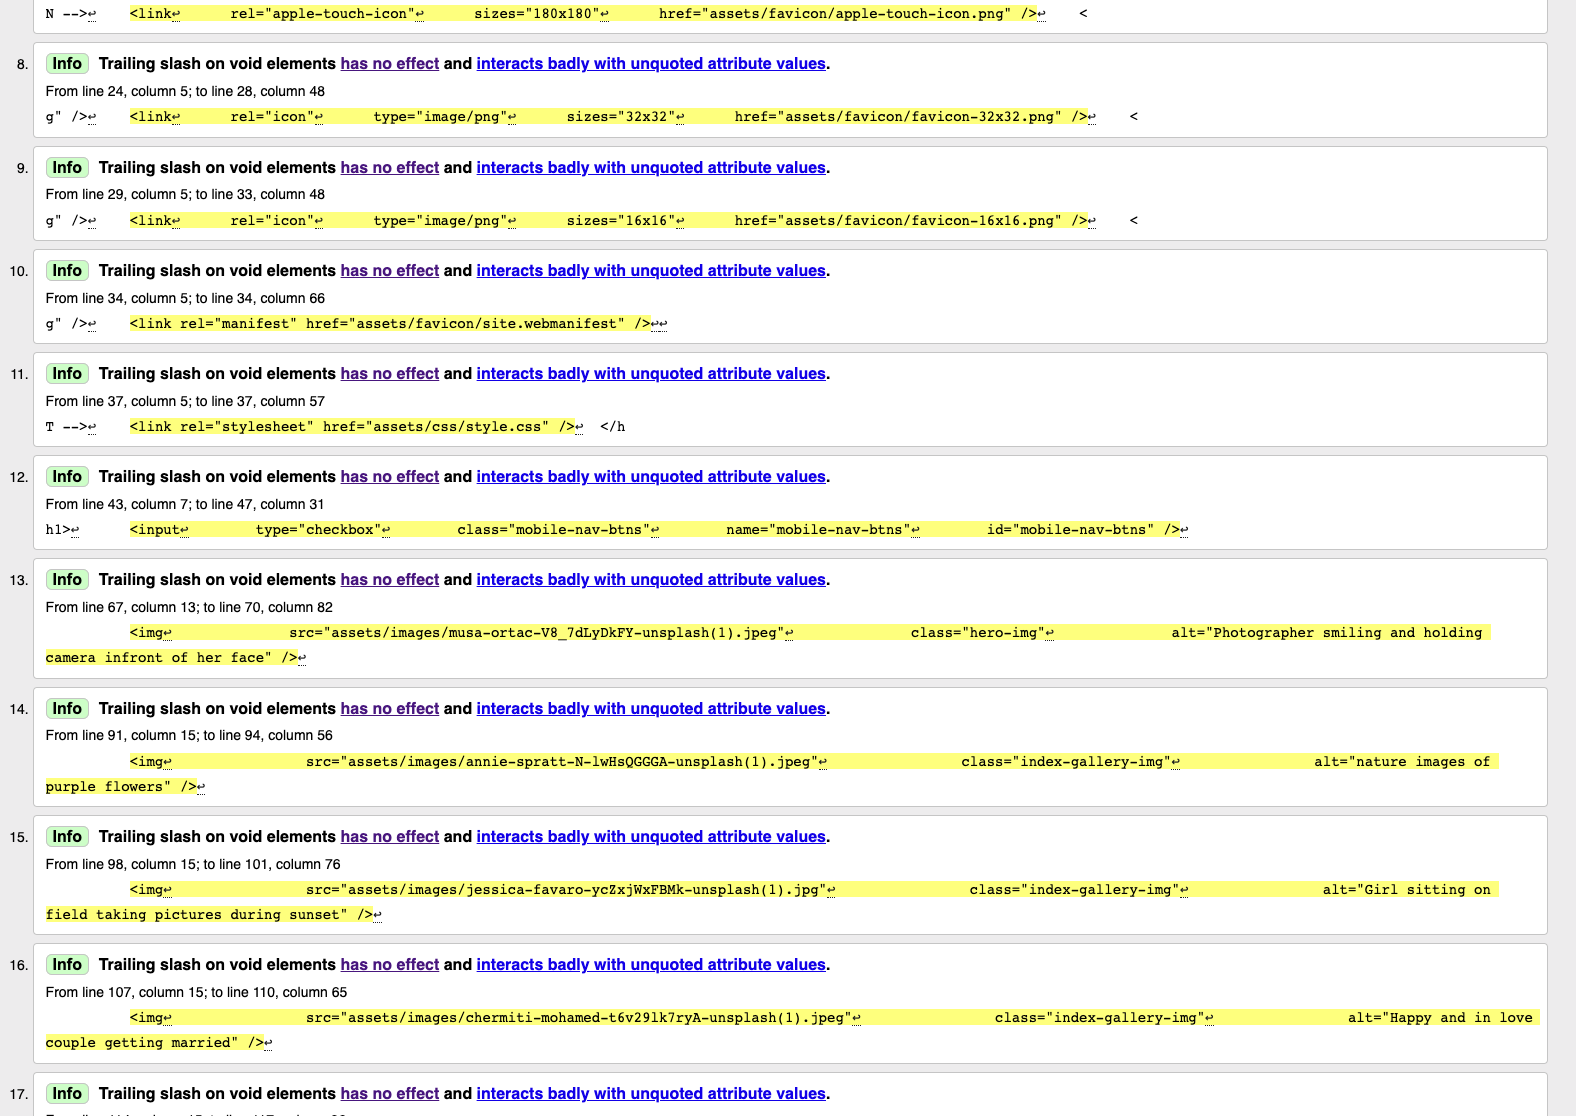 N -->↩    <link↩      rel="apple-touch-icon"↩      sizes="180x180"↩      href="assets/favicon/apple-touch-icon.png" />↩    <
8. Info Trailing slash on void elements has no effect and interacts badly with unquoted attribute values.
From line 24, column 5; to line 28, column 48
g" />↩    <link↩      rel="icon"↩      type="image/png"↩      sizes="32x32"↩      href="assets/favicon/favicon-32x32.png" />↩    <
9. Info Trailing slash on void elements has no effect and interacts badly with unquoted attribute values.
From line 29, column 5; to line 33, column 48
g" />↩    <link↩      rel="icon"↩      type="image/png"↩      sizes="16x16"↩      href="assets/favicon/favicon-16x16.png" />↩    <
10. Info Trailing slash on void elements has no effect and interacts badly with unquoted attribute values.
From line 34, column 5; to line 34, column 66
g" />↩    <link rel="manifest" href="assets/favicon/site.webmanifest" />↩↩
11. Info Trailing slash on void elements has no effect and interacts badly with unquoted attribute values.
From line 37, column 5; to line 37, column 57
T -->↩    <link rel="stylesheet" href="assets/css/style.css" />↩  </h
12. Info Trailing slash on void elements has no effect and interacts badly with unquoted attribute values.
From line 43, column 7; to line 47, column 31
h1>↩      <input↩        type="checkbox"↩        class="mobile-nav-btns"↩        name="mobile-nav-btns"↩        id="mobile-nav-btns" />↩
13. Info Trailing slash on void elements has no effect and interacts badly with unquoted attribute values.
From line 67, column 13; to line 70, column 82
<img↩              src="assets/images/musa-ortac-V8_7dLyDkFY-unsplash(1).jpeg"↩              class="hero-img"↩              alt="Photographer smiling and holding
camera infront of her face" />↩
14. Info Trailing slash on void elements has no effect and interacts badly with unquoted attribute values.
From line 91, column 15; to line 94, column 56
<img↩                src="assets/images/annie-spratt-N-lwHsQGGGA-unsplash(1).jpeg"↩                class="index-gallery-img"↩                alt="nature images of
purple flowers" />↩
15. Info Trailing slash on void elements has no effect and interacts badly with unquoted attribute values.
From line 98, column 15; to line 101, column 76
<img↩                src="assets/images/jessica-favaro-ycZxjWxFBMk-unsplash(1).jpg"↩                class="index-gallery-img"↩                alt="Girl sitting on
field taking pictures during sunset" />↩
16. Info Trailing slash on void elements has no effect and interacts badly with unquoted attribute values.
From line 107, column 15; to line 110, column 65
<img↩                src="assets/images/chermiti-mohamed-t6v29lk7ryA-unsplash(1).jpeg"↩                class="index-gallery-img"↩                alt="Happy and in love
couple getting married" />↩
17. Info Trailing slash on void elements has no effect and interacts badly with unquoted attribute values.